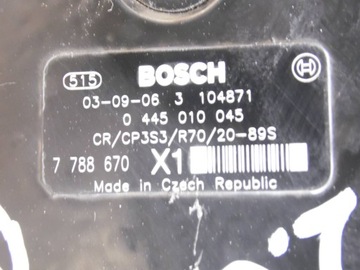 515 BOSCH
03-09-06 3 104871
0 445 010 045
CR/CP3S3/R70/20-89S
7 788 670 X1
Made in Czech Republic